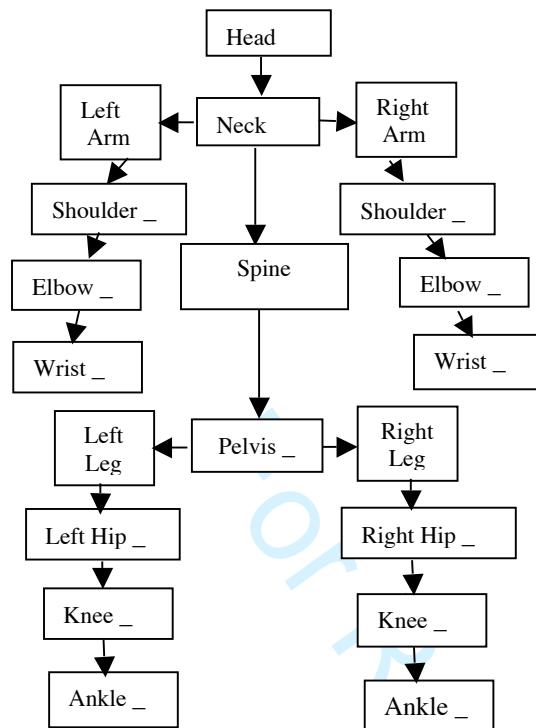 Head
Left
Arm
Neck
Right
Arm
Shoulder _
Shoulder _
Spine
Elbow _
Elbow _
Wrist _
Wrist _
Left
Leg
Pelvis _
Right
Leg
Left Hip _
Right Hip _
Knee _
Knee _
Ankle _
Ankle _
or R